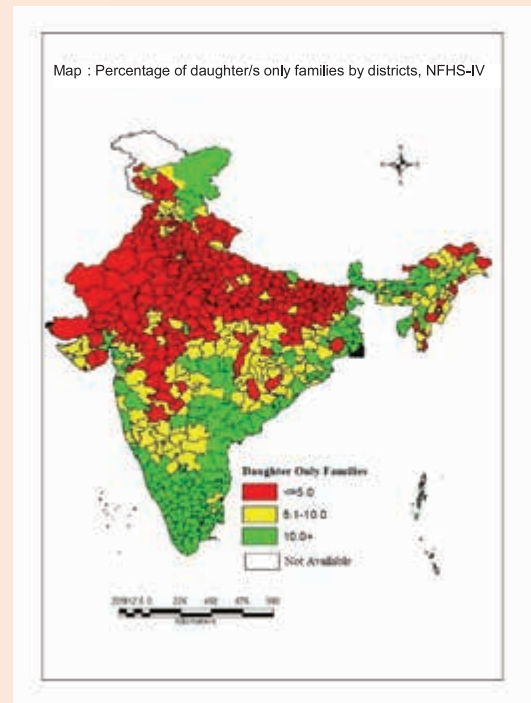 Map : Percentage of daughter/s only families by districts, NFHS-IV
Daughter Only Families
<=5.0
5.1-10.0
10.0+
Not Available